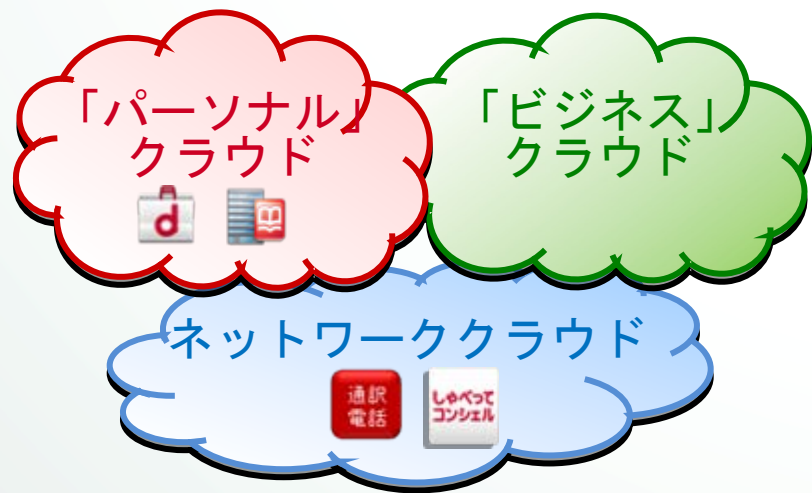 「パーソナル」
クラウド
「ビジネス」
クラウド
d
ネットワーククラウド
通訳
電話
しゃべって
コンシェル